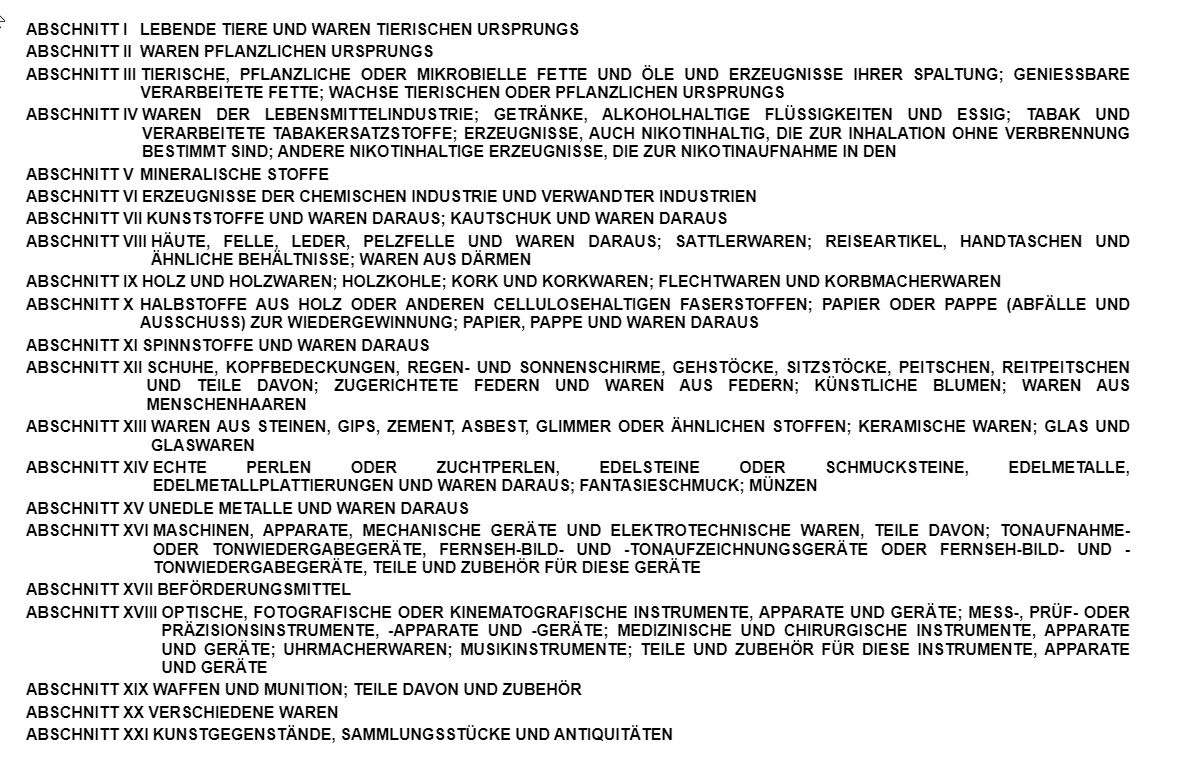 ABSCHNITT I LEBENDE TIERE UND WAREN TIERISCHEN URSPRUNGS
ABSCHNITT II WAREN PFLANZLICHEN URSPRUNGS
ABSCHNITT III TIERISCHE, PFLANZLICHE ODER MIKROBIELLE FETTE UND ÖLE UND ERZEUGNISSE IHRER SPALTUNG; GENIESSBARE
VERARBEITETE FETTE; WACHSE TIERISCHEN ODER PFLANZLICHEN URSPRUNGS
ABSCHNITT IV WAREN DER LEBENSMITTELINDUSTRIE; GETRÄNKE, ALKOHOLHALTIGE FLÜSSIGKEITEN UND ESSIG; TABAK UND
VERARBEITETE TABAKERSATZSTOFFE; ERZEUGNISSE, AUCH NIKOTINHALTIG, DIE ZUR INHALATION OHNE VERBRENNUNG
BESTIMMT SIND; ANDERE NIKOTINHALTIGE ERZEUGNISSE, DIE ZUR NIKOTINAUFNAHME IN DEN
ABSCHNITT V MINERALISCHE STOFFE
ABSCHNITT VI ERZEUGNISSE DER CHEMISCHEN INDUSTRIE UND VERWANDTER INDUSTRIEN
ABSCHNITT VII KUNSTSTOFFE UND WAREN DARAUS; KAUTSCHUK UND WAREN DARAUS
ABSCHNITT VIII HÄUTE, FELLE, LEDER, PELZFELLE UND WAREN DARAUS; SATTLERWAREN; REISEARTIKEL, HANDTASCHEN UND
ÄHNLICHE BEHÄLTNISSE; WAREN AUS DÄRMEN
ABSCHNITT IX HOLZ UND HOLZWAREN; HOLZKOHLE; KORK UND KORKWAREN; FLECHTWAREN UND KORBMACHERWAREN
ABSCHNITT X HALBSTOFFE AUS HOLZ ODER ANDEREN CELLULOSEHALTIGEN FASERSTOFFEN; PAPIER ODER PAPPE (ABFÄLLE UND
AUSSCHUSS) ZUR WIEDERGEWINNUNG; PAPIER, PAPPE UND WAREN DARAUS
ABSCHNITT XI SPINNSTOFFE UND WAREN DARAUS
ABSCHNITT XII SCHUHE, KOPFBEDECKUNGEN, REGEN- UND SONNENSCHIRME, GEHSTÖCKE, SITZSTÖCKE, PEITSCHEN, REITPEITSCHEN
UND TEILE DAVON; ZUGERICHTETE FEDERN UND WAREN AUS FEDERN; KÜNSTLICHE BLUMEN; WAREN AUS
MENSCHENHAAREN
ABSCHNITT XIII WAREN AUS STEINEN, GIPS, ZEMENT, ASBEST, GLIMMER ODER ÄHNLICHEN STOFFEN; KERAMISCHE WAREN; GLAS UND
GLASWAREN
ABSCHNITT XIV ECHTE PERLEN ODER ZUCHTPERLEN, EDELSTEINE ODER SCHMUCKSTEINE, EDELMETALLE,
EDELMETALLPLATTIERUNGEN UND WAREN DARAUS; FANTASIESCHMUCK; MÜNZEN
ABSCHNITT XV UNEDLE METALLE UND WAREN DARAUS
ABSCHNITT XVI MASCHINEN, APPARATE, MECHANISCHE GERÄTE UND ELEKTROTECHNISCHE WAREN, TEILE DAVON; TONAUFNAHME-
ODER TONWIEDERGABEGERÄTE, FERNSEH-BILD- UND -TONAUFZEICHNUNGSGERÄTE ODER FERNSEH-BILD- UND -
TONWIEDERGABEGERÄTE, TEILE UND ZUBEHÖR FÜR DIESE GERÄTE
ABSCHNITT XVII BEFÖRDERUNGSMITTEL
ABSCHNITT XVIII OPTISCHE, FOTOGRAFISCHE ODER KINEMATOGRAFISCHE INSTRUMENTE, APPARATE UND GERÄTE; MESS-, PRÜF- ODER
PRÄZISIONSINSTRUMENTE, -APPARATE UND -GERÄTE; MEDIZINISCHE UND CHIRURGISCHE INSTRUMENTE, APPARATE
UND GERÄTE; UHRMACHERWAREN; MUSIKINSTRUMENTE; TEILE UND ZUBEHÖR FÜR DIESE INSTRUMENTE, APPARATE
UND GERÄTE
ABSCHNITT XIX WAFFEN UND MUNITION; TEILE DAVON UND ZUBEHÖR
ABSCHNITT XX VERSCHIEDENE WAREN
ABSCHNITT XXI KUNSTGEGENSTÄNDE, SAMMLUNGSSTÜCKE UND ANTIQUITÄTEN